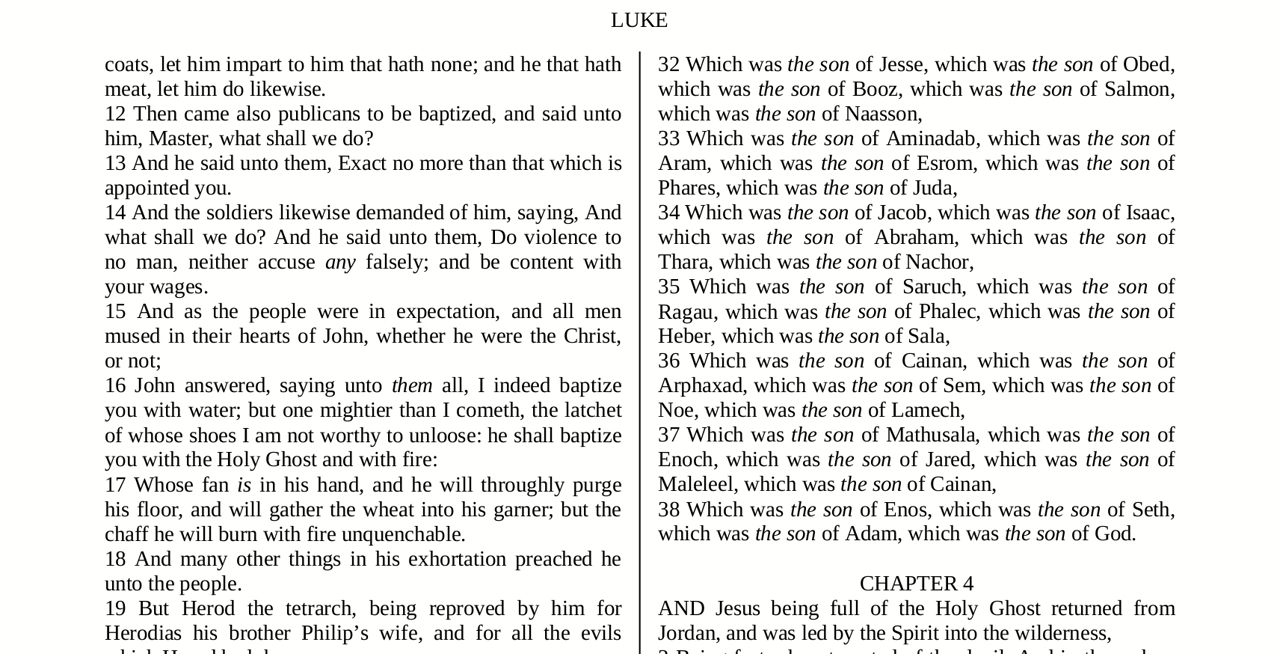 LUKE
coats, let him impart to him that hath none; and he that hath
meat, let him do likewise.
12 Then came also publicans to be baptized, and said unto
him, Master, what shall we do?
13 And he said unto them, Exact no more than that which is
appointed you.
14 And the soldiers likewise demanded of him, saying, And
what shall we do? And he said unto them, Do violence to
no man, neither accuse any falsely; and be content with
your wages.
15 And as the people were in expectation, and all men
mused in their hearts of John, whether he were the Christ,
or not;
16 John answered, saying unto them all, I indeed baptize
you with water; but one mightier than I cometh, the latchet
of whose shoes I am not worthy to unloose: he shall baptize
you with the Holy Ghost and with fire:
17 Whose fan is in his hand, and he will throughly purge
his floor, and will gather the wheat into his garner; but the
chaff he will burn with fire unquenchable.
18 And many other things in his exhortation preached he
unto the people.
19 But Herod the tetrarch, being reproved by him for
Herodias his brother Philip’s wife, and for all the evils
32 Which was the son of Jesse, which was the son of Obed,
which was the son of Booz, which was the son of Salmon,
which was the son of Naasson,
33 Which was the son of Aminadab, which was the son of
Aram, which was the son of Esrom, which was the son of
Phares, which was the son of Juda,
34 Which was the son of Jacob, which was the son of Isaac,
which was the son of Abraham, which was the son of
Thara, which was the son of Nachor,
35 Which was the son of Saruch, which was the son of
Ragau, which was the son of Phalec, which was the son of
Heber, which was the son of Sala,
36 Which was the son of Cainan, which was the son of
Arphaxad, which was the son of Sem, which was the son of
Noe, which was the son of Lamech,
37 Which was the son of Mathusala, which was the son of
Enoch, which was the son of Jared, which was the son of
Maleleel, which was the son of Cainan,
38 Which was the son of Enos, which was the son of Seth,
which was the son of Adam, which was the son of God.
CHAPTER 4
AND Jesus being full of the Holy Ghost returned from
Jordan, and was led by the Spirit into the wilderness,